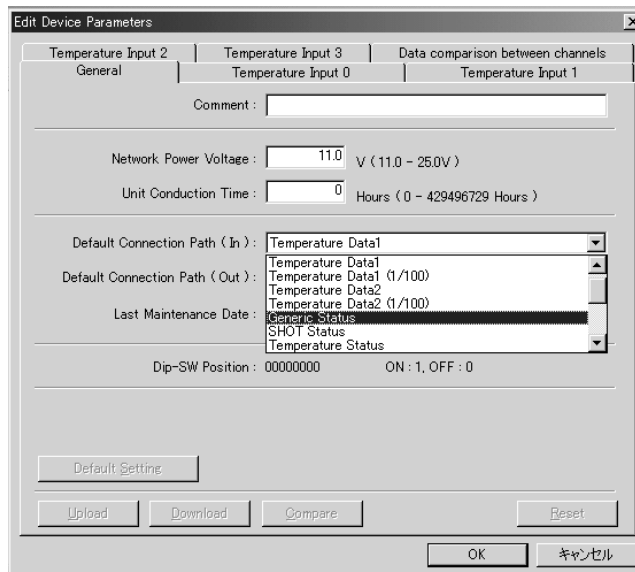 Edit Device Parameters
Temperature Input 2 Temperature Input 3 Data comparison between channels
General Temperature Input 0 Temperature Input 1
Comment :
Network Power Voltage : 11.0 V ( 11.0 - 25.0V )
Unit Conduction Time : 0 Hours ( 0 - 429496729 Hours )
Default Connection Path ( In ) : Temperature Data1
Temperature Data1
Default Connection Path ( Out ) : Temperature Data1 (1/100)
Temperature Data2
Temperature Data2 (1/100)
Last Maintenance Date : Generic Status
SHOT Status
Temperature Status
Dip-SW Position : 00000000 ON : 1, OFF : 0
Default Setting
Upload Download Compare Reset
OK キャンセル